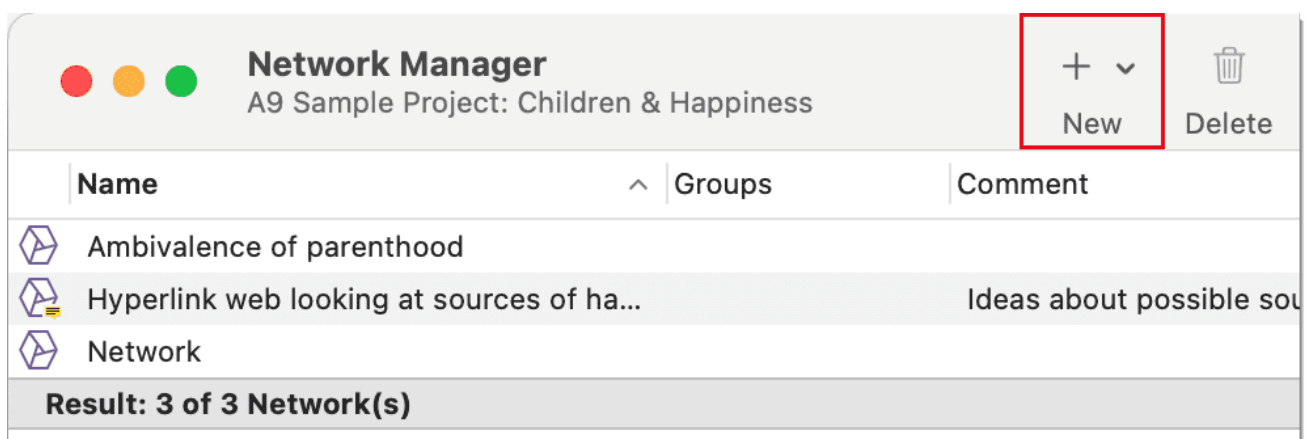 Network Manager
A9 Sample Project: Children & Happiness
New
Delete
Name
Groups
Comment
Ambivalence of parenthood
Hyperlink web looking at sources of ha...
Ideas about possible sou
Network
Result: 3 of 3 Network(s)